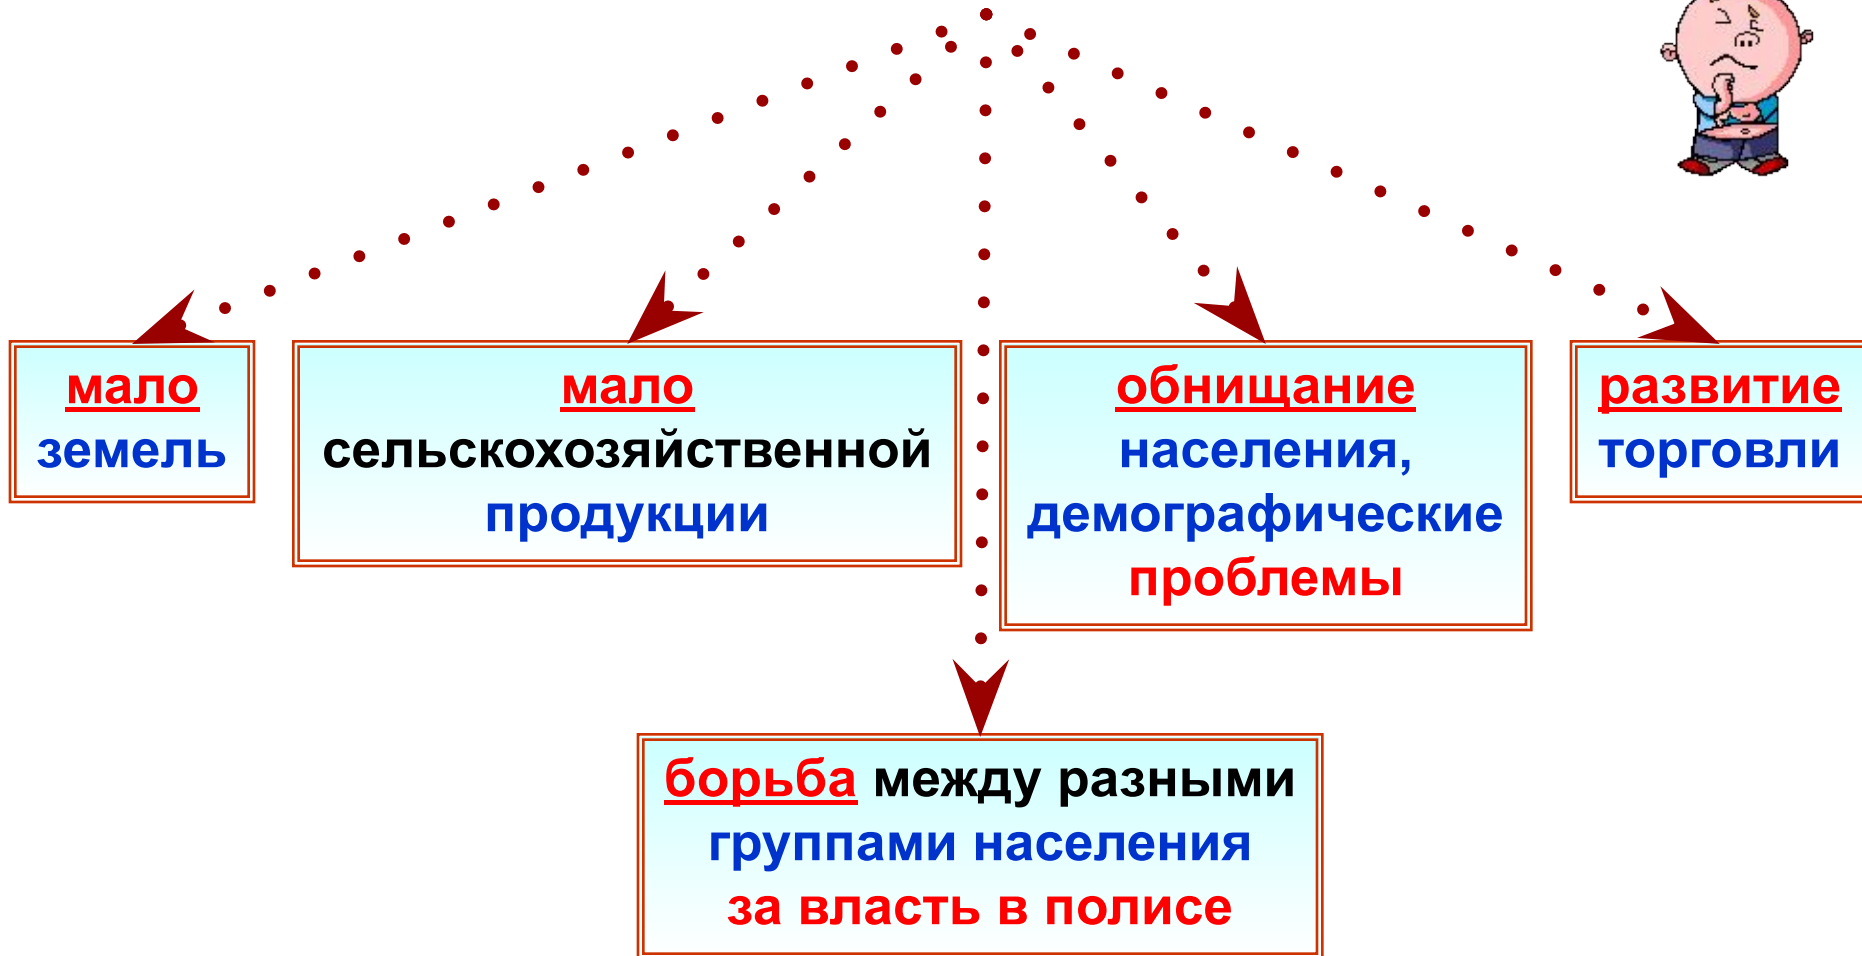 мало
земель
мало
сельскохозяйственной
продукции
обнищание
населения,
демографические
проблемы
развитие
торговли
борьба между разными
группами населения
за власть в полисе